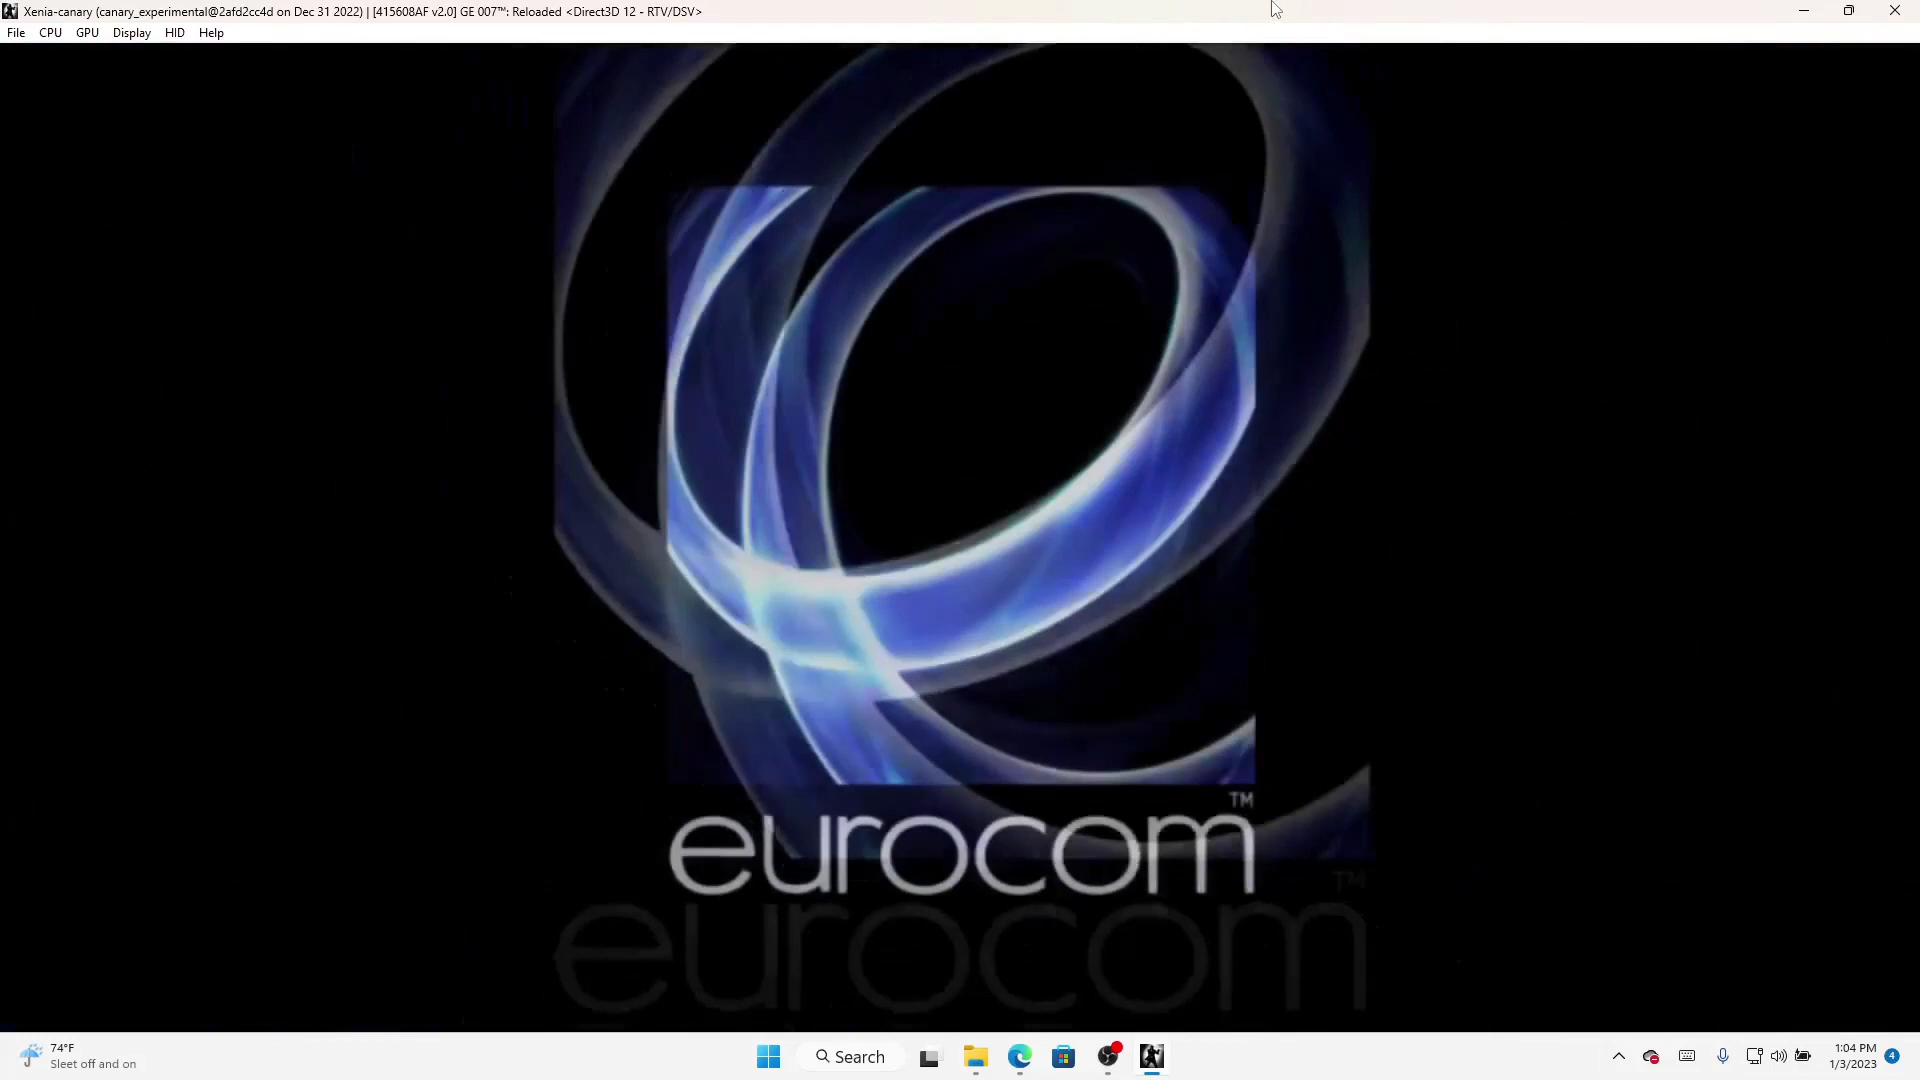 Xenia-canary (canary_experimental@2afd2cc4d on Dec 31 2022) | [415608AF v2.0] GE 007™: Reloaded <Direct3D 12 - RTV/DSV>
File CPU GPU Display HID Help
TM
eurocom
TM
eurocom
74°F
Sleet off and on
Search
1:04 PM
1/3/2023
4